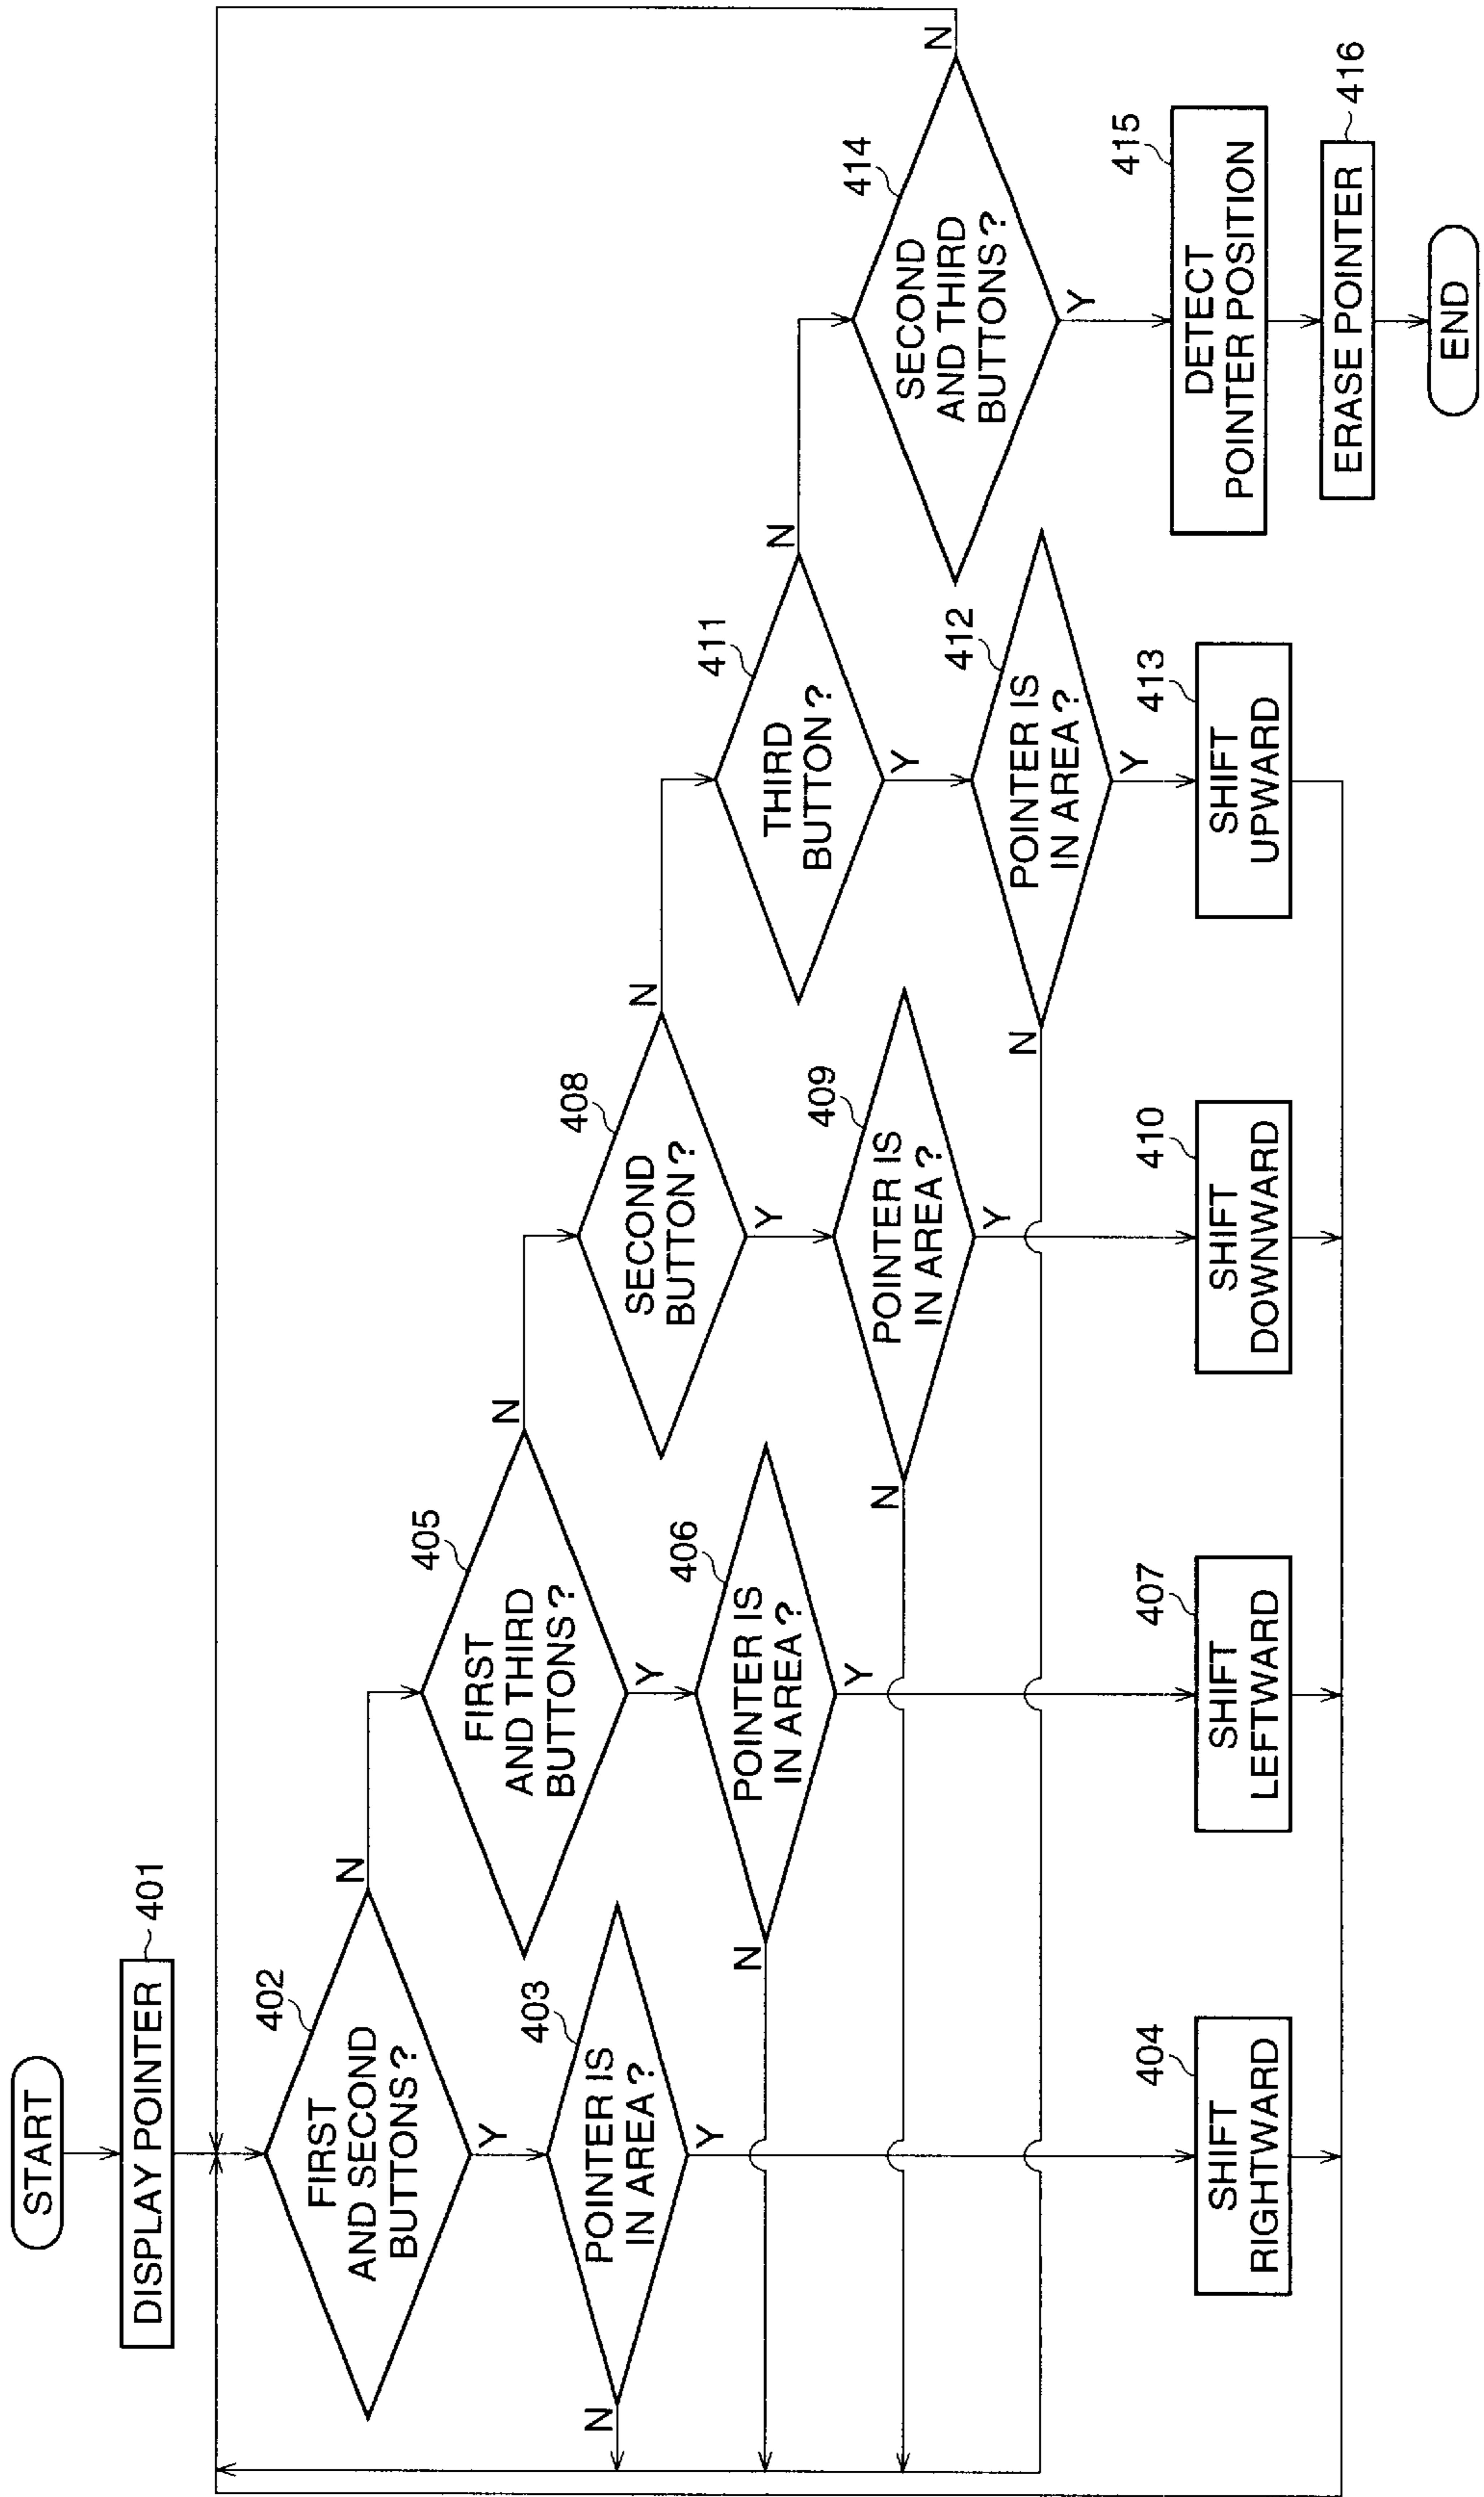 START
DISPLAY POINTER
401
FIRST
AND SECOND
BUTTONS?
402
Y
N
POINTER IS
IN AREA?
403
Y
N
SHIFT
RIGHTWARD
404
FIRST
AND THIRD
BUTTONS?
405
Y
N
POINTER IS
IN AREA?
406
Y
N
SHIFT
LEFTWARD
407
SECOND
BUTTON?
408
Y
N
POINTER IS
IN AREA?
409
Y
N
SHIFT
DOWNWARD
410
THIRD
BUTTON?
411
Y
N
POINTER IS
IN AREA?
412
Y
N
SHIFT
UPWARD
413
SECOND
AND THIRD
BUTTONS?
414
Y
N
DETECT
POINTER POSITION
415
ERASE POINTER
416
END